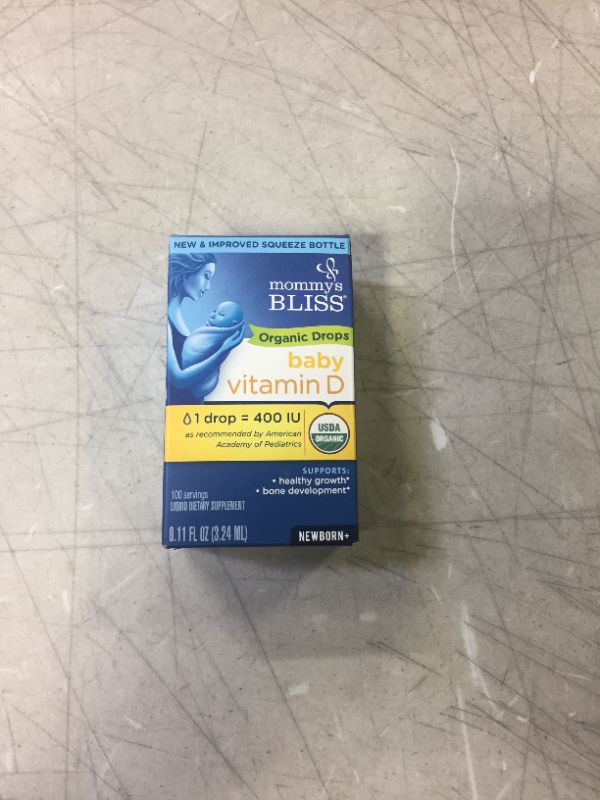 NEW & IMPROVED SQUEEZE BOTTLE
mommy's
BLISS®
Organic Drops
baby
vitamin D
1 drop = 400 IU
as recommended by American
Academy of Pediatrics
USDA
ORGANIC
SUPPORTS:
• healthy growth*
• bone development*
100 servings
LIQUID DIETARY SUPPLEMENT
0.11 FL OZ (3.24 ML)
NEWBORN+